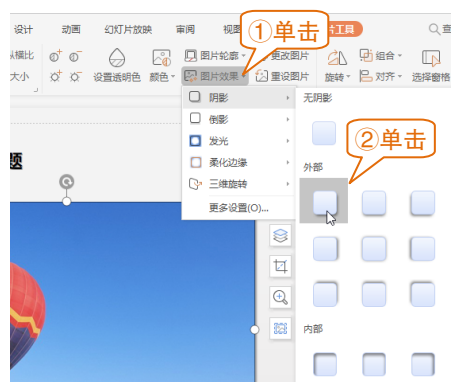 设计 动画 幻灯片放映 审阅 视图 片工具
①单击
纵横比 图片轮廓 更改图片 组合
大小 设置透明色 颜色 图片效果 重设图片 旋转 对齐 选择窗格
阴影
倒影
发光
柔化边缘
三维旋转
更多设置(O)...
无阴影
②单击
外部
内部
题